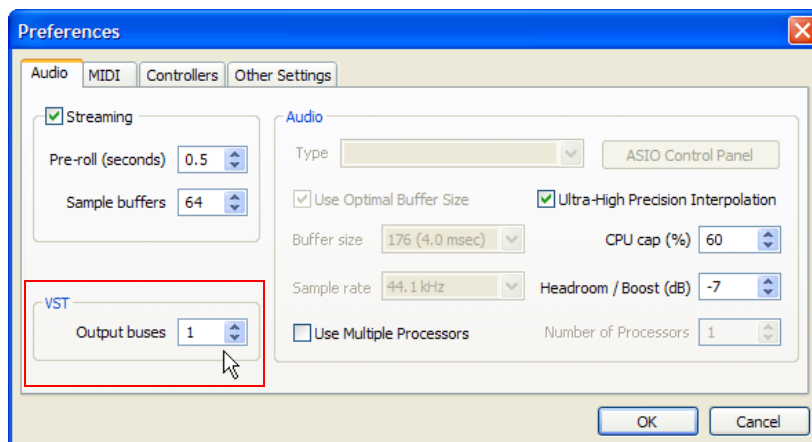 Preferences
Audio MIDI Controllers Other Settings
Streaming
Pre-roll (seconds) 0.5
Sample buffers 64
VST
Output buses 1
Audio
Type ASIO Control Panel
Use Optimal Buffer Size Ultra-High Precision Interpolation
Buffer size 176 (4.0 msec) CPU cap (%) 60
Sample rate 44.1 kHz Headroom / Boost (dB) -7
Use Multiple Processors Number of Processors 1
OK Cancel